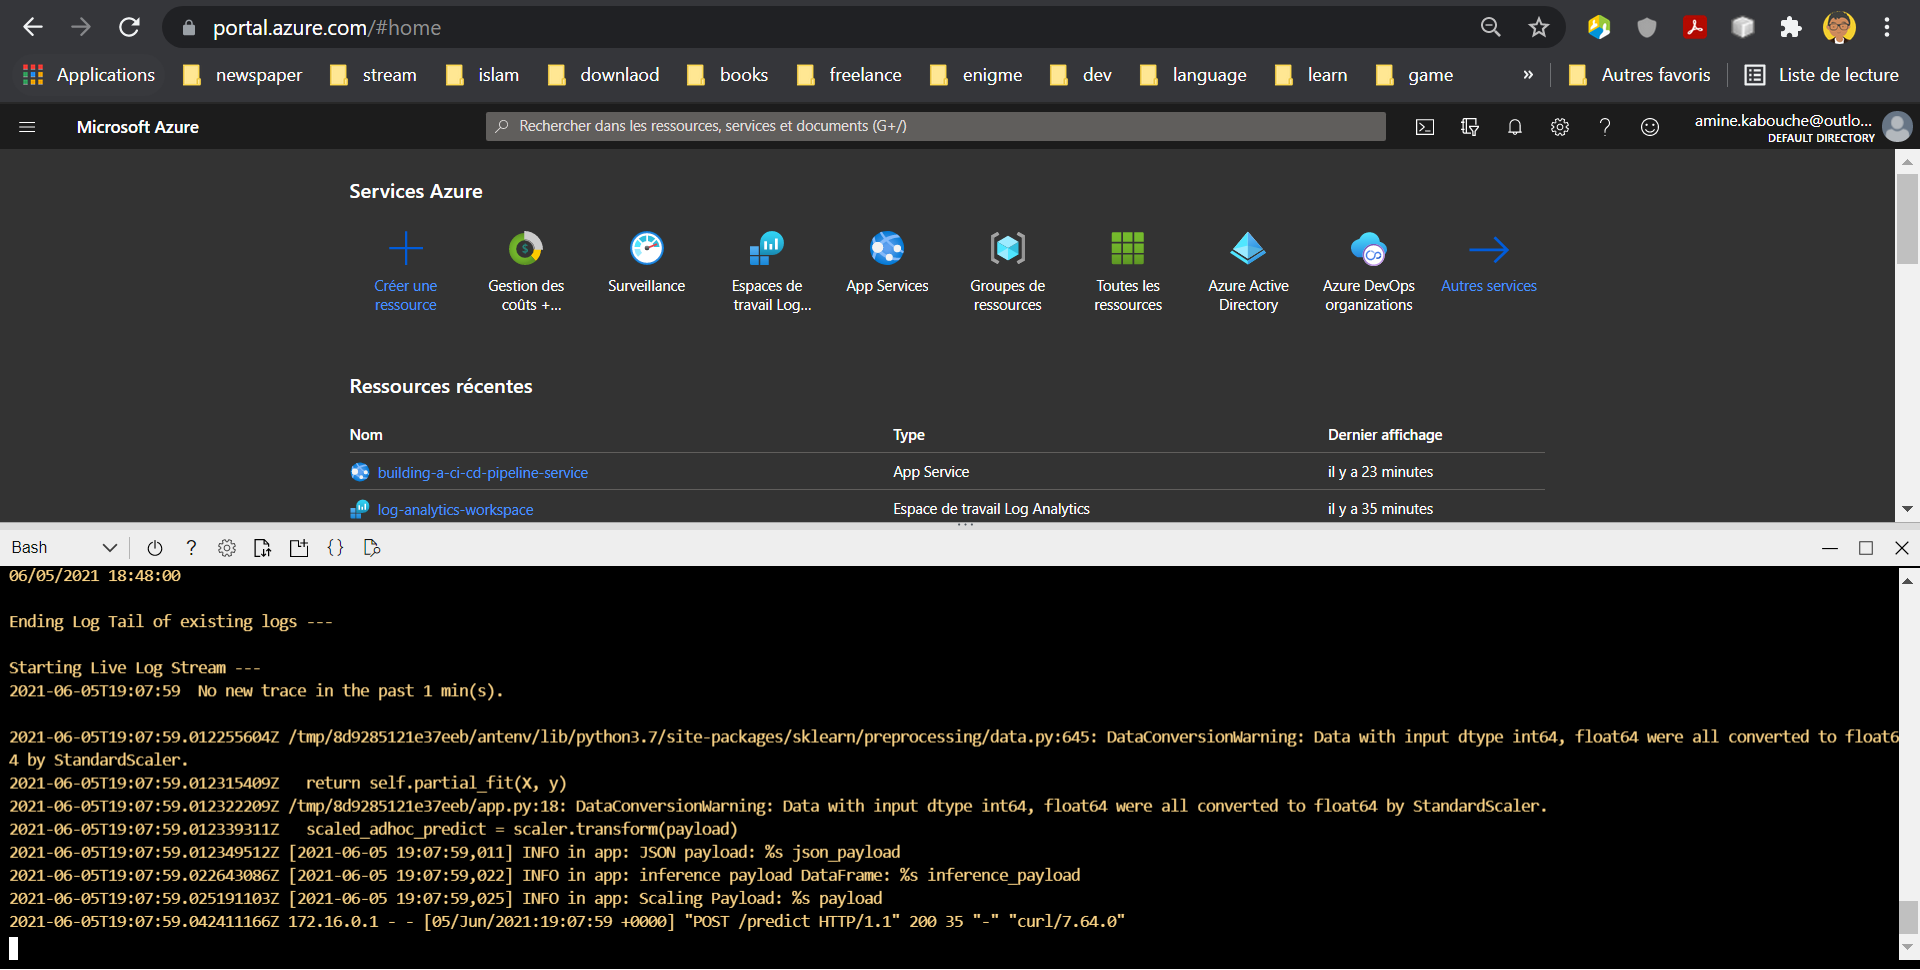 portal.azure.com/#home
Applications newspaper stream islam downlaod books freelance enigme dev language learn game » Autres favoris Liste de lecture
Microsoft Azure
Rechercher dans les ressources, services et documents (G+/)
amine.kabouche@outlo...
DEFAULT DIRECTORY
Services Azure
Créer une ressource
Gestion des coûts +...
Surveillance
Espaces de travail Log...
App Services
Groupes de ressources
Toutes les ressources
Azure Active Directory
Azure DevOps organizations
Autres services
Ressources récentes
Nom Type Dernier affichage
building-a-ci-cd-pipeline-service App Service il y a 23 minutes
log-analytics-workspace Espace de travail Log Analytics il y a 35 minutes
Bash
06/05/2021 18:48:00
Ending Log Tail of existing logs ---
Starting Live Log Stream ---
2021-06-05T19:07:59  No new trace in the past 1 min(s).
2021-06-05T19:07:59.012255604Z /tmp/8d9285121e37eeb/antenv/lib/python3.7/site-packages/sklearn/preprocessing/data.py:645: DataConversionWarning: Data with input dtype int64, float64 were all converted to float6
4 by StandardScaler.
2021-06-05T19:07:59.012315409Z   return self.partial_fit(X, y)
2021-06-05T19:07:59.012322209Z /tmp/8d9285121e37eeb/app.py:18: DataConversionWarning: Data with input dtype int64, float64 were all converted to float64 by StandardScaler.
2021-06-05T19:07:59.012339311Z   scaled_adhoc_predict = scaler.transform(payload)
2021-06-05T19:07:59.012349512Z [2021-06-05 19:07:59,011] INFO in app: JSON payload: %s json_payload
2021-06-05T19:07:59.022643086Z [2021-06-05 19:07:59,022] INFO in app: inference payload DataFrame: %s inference_payload
2021-06-05T19:07:59.025191103Z [2021-06-05 19:07:59,025] INFO in app: Scaling Payload: %s payload
2021-06-05T19:07:59.042411166Z 172.16.0.1 - - [05/Jun/2021:19:07:59 +0000] "POST /predict HTTP/1.1" 200 35 "-" "curl/7.64.0"